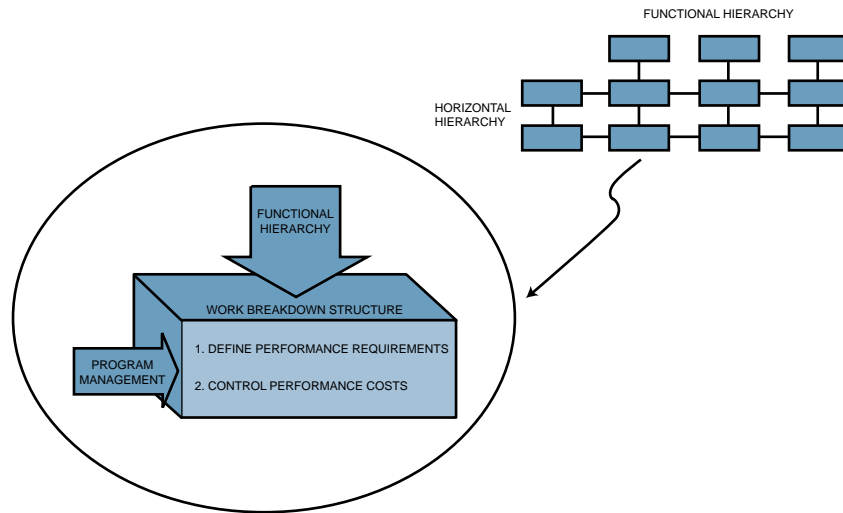 FUNCTIONAL HIERARCHY
HORIZONTAL
HIERARCHY
FUNCTIONAL
HIERARCHY
WORK BREAKDOWN STRUCTURE
1. DEFINE PERFORMANCE REQUIREMENTS
PROGRAM
MANAGEMENT
2. CONTROL PERFORMANCE COSTS